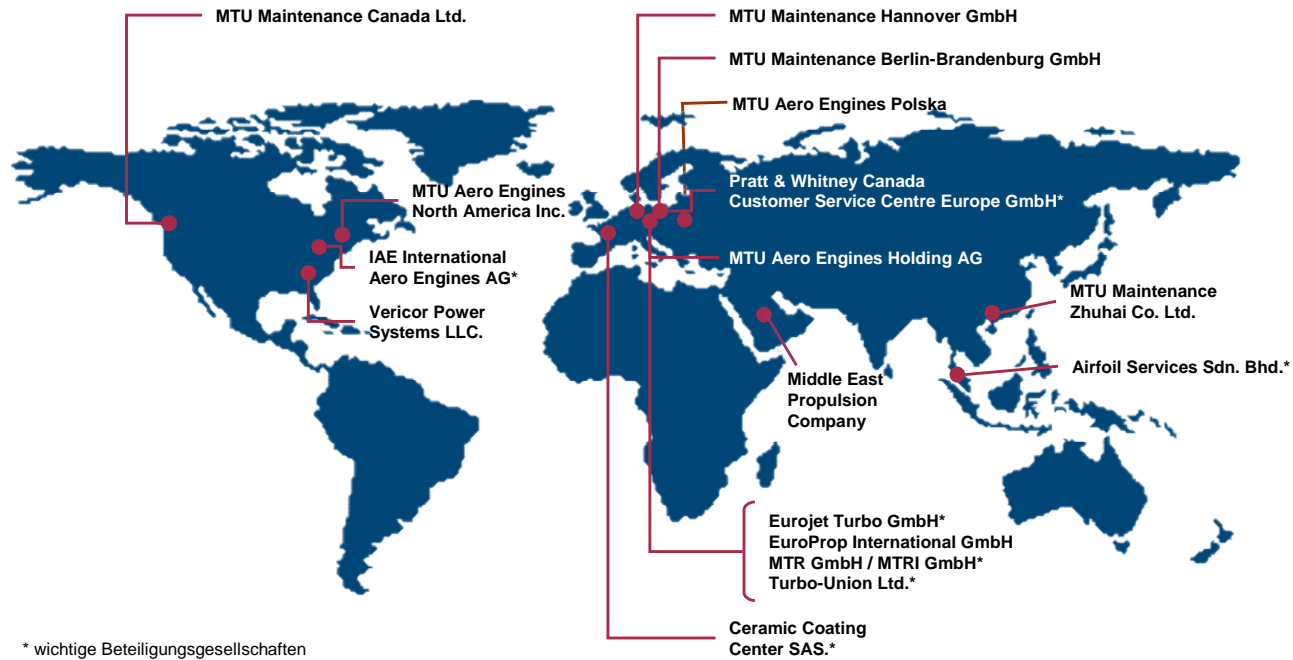 MTU Maintenance Canada Ltd.
MTU Maintenance Hannover GmbH
MTU Maintenance Berlin-Brandenburg GmbH
MTU Aero Engines Polska
Pratt & Whitney Canada
Customer Service Centre Europe GmbH*
MTU Aero Engines
North America Inc.
IAE International
Aero Engines AG*
MTU Aero Engines Holding AG
Vericor Power
Systems LLC.
MTU Maintenance
Zhuhai Co. Ltd.
Airfoil Services Sdn. Bhd.*
Middle East
Propulsion
Company
Eurojet Turbo GmbH*
EuroProp International GmbH
MTR GmbH / MTRI GmbH*
Turbo-Union Ltd.*
Ceramic Coating
Center SAS.*
* wichtige Beteiligungsgesellschaften